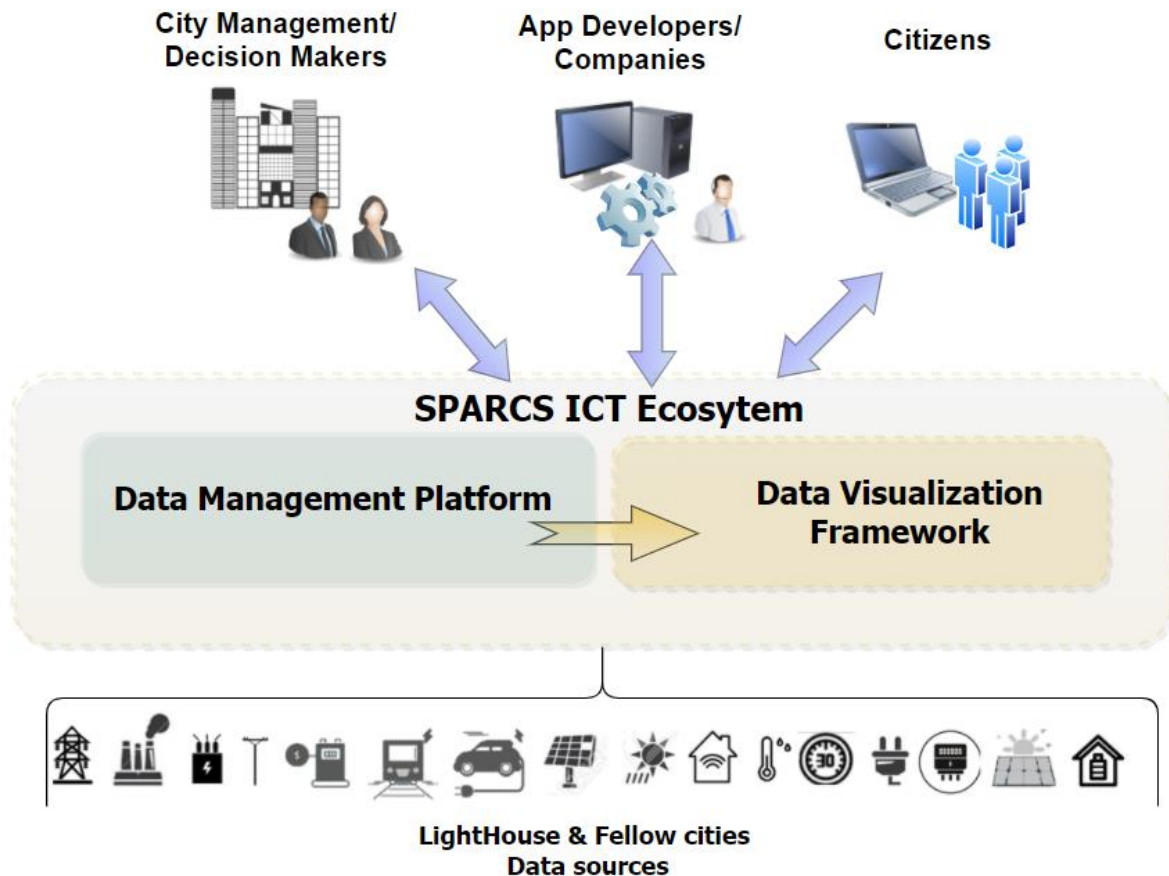 City Management/
Decision Makers
App Developers/
Companies
Citizens
SPARCS ICT Ecosytem
Data Management Platform
Data Visualization
Framework
30
LightHouse & Fellow cities
Data sources